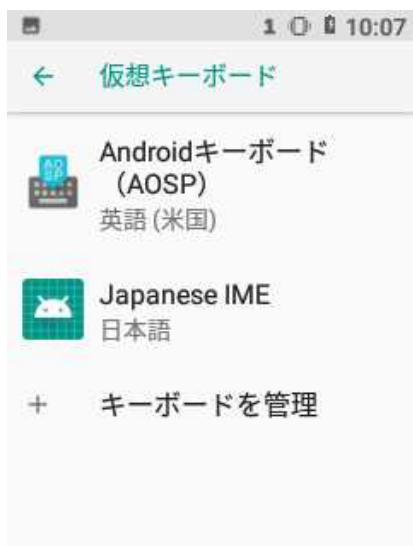 1 10:07
仮想キーボード
AO
SP
Androidキーボード
（AOSP）
英語 (米国)
Japanese IME
日本語
+ キーボードを管理